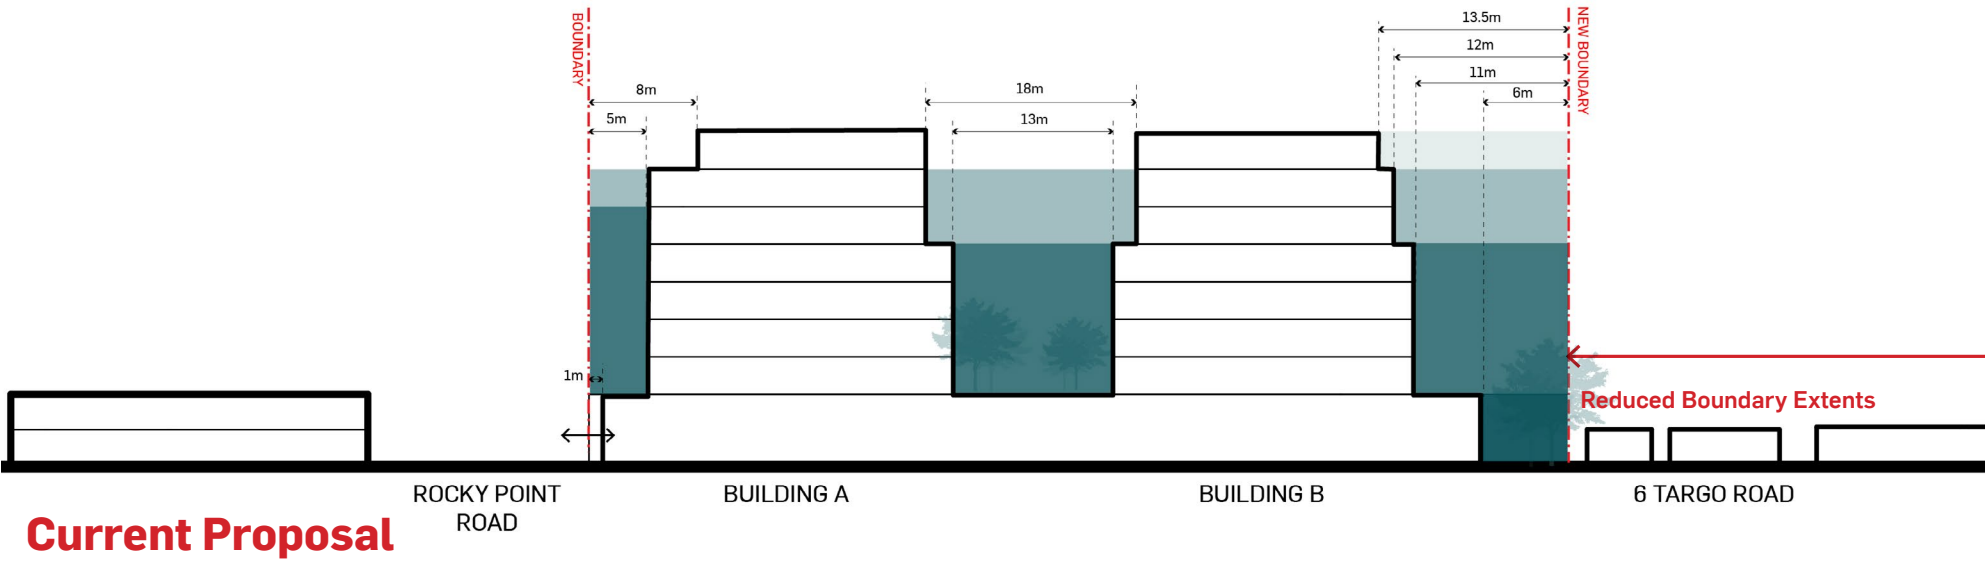 BOUNDARY
NEW BOUNDARY
13.5m
12m
11m
6m
8m
5m
18m
13m
1m
Reduced Boundary Extents
ROCKY POINT
ROAD
BUILDING A
BUILDING B
6 TARGO ROAD
Current Proposal